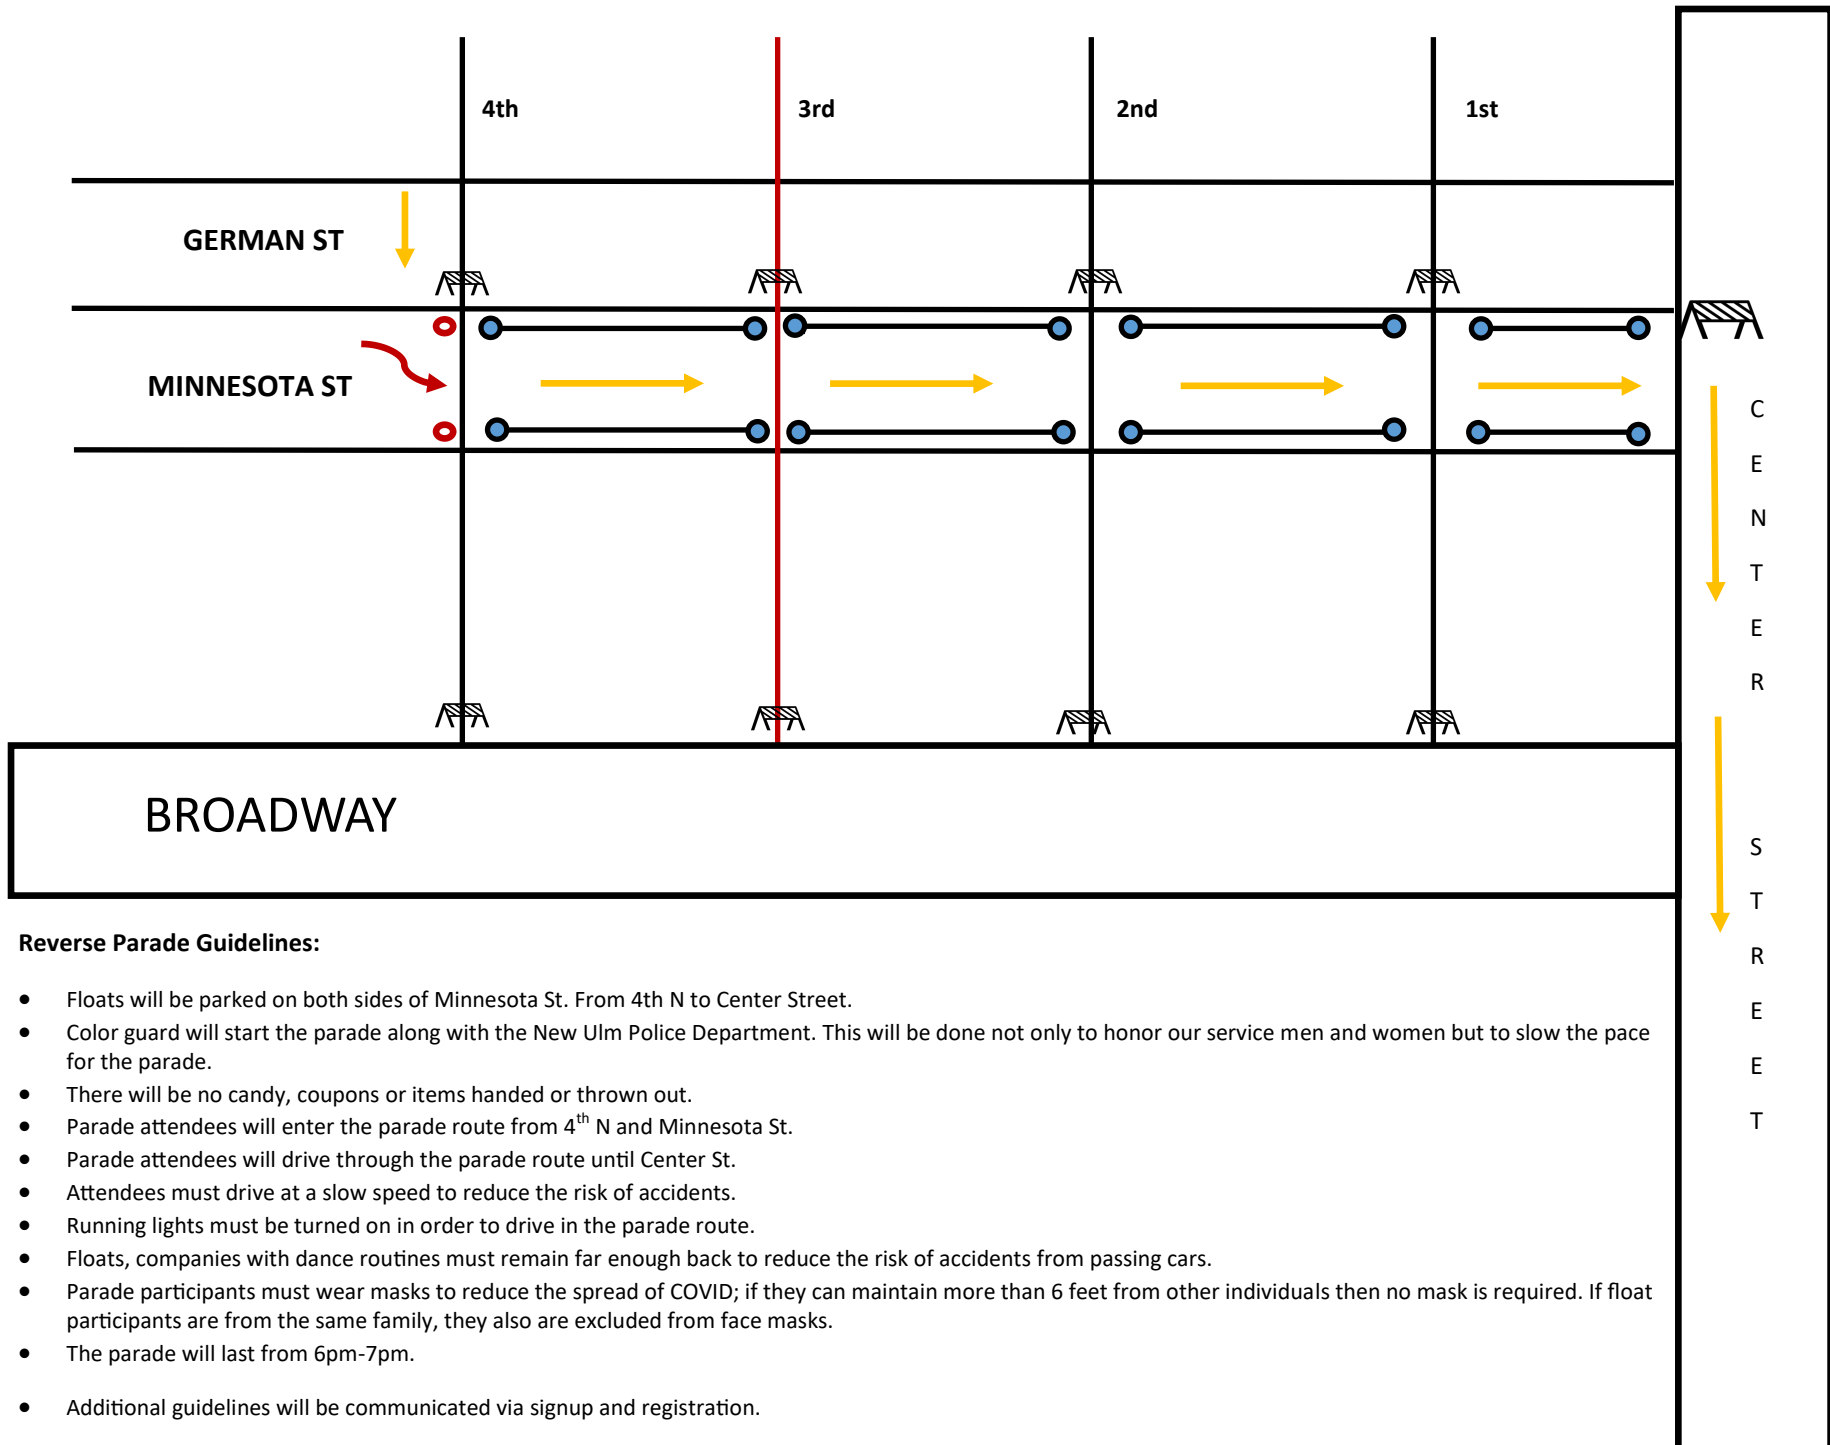 4th
3rd
2nd
1st
GERMAN ST
MINNESOTA ST
CENTER STREET
BROADWAY
Reverse Parade Guidelines:
• Floats will be parked on both sides of Minnesota St. From 4th N to Center Street.
• Color guard will start the parade along with the New Ulm Police Department. This will be done not only to honor our service men and women but to slow the pace
for the parade.
• There will be no candy, coupons or items handed or thrown out.
• Parade attendees will enter the parade route from 4th N and Minnesota St.
• Parade attendees will drive through the parade route until Center St.
• Attendees must drive at a slow speed to reduce the risk of accidents.
• Running lights must be turned on in order to drive in the parade route.
• Floats, companies with dance routines must remain far enough back to reduce the risk of accidents from passing cars.
• Parade participants must wear masks to reduce the spread of COVID; if they can maintain more than 6 feet from other individuals then no mask is required. If float
participants are from the same family, they also are excluded from face masks.
• The parade will last from 6pm-7pm.
• Additional guidelines will be communicated via signup and registration.